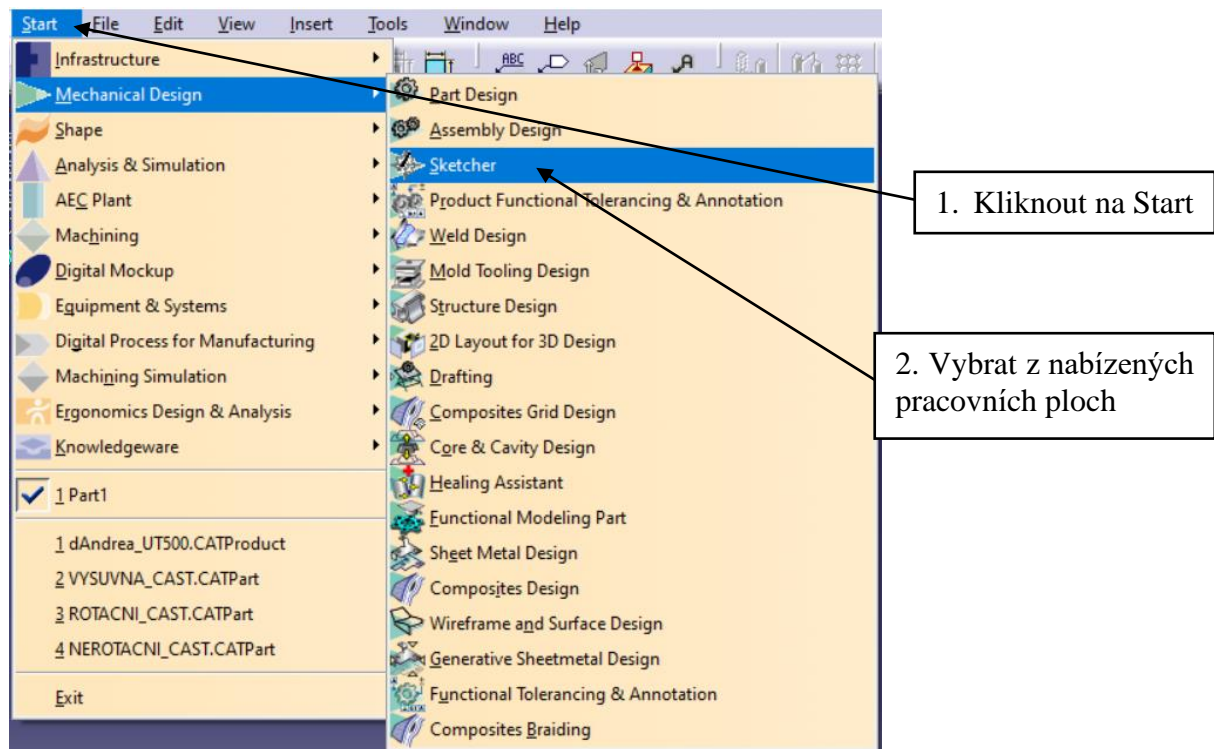 Start File Edit View Insert Tools Window Help
ABC A
Infrastructure
Mechanical Design
Shape
Analysis & Simulation
AEC Plant
Machining
Digital Mockup
Equipment & Systems
Digital Process for Manufacturing
Machining Simulation
Ergonomics Design & Analysis
Knowledgeware
1 Part1
1 dAndrea_UT500.CATProduct
2 VYSUVNA_CAST.CATPart
3 ROTACNI_CAST.CATPart
4 NEROTACNI_CAST.CATPart
Exit
Part Design
Assembly Design
Sketcher
Product Functional Tolerancing & Annotation
Weld Design
Mold Tooling Design
Structure Design
2D Layout for 3D Design
Drafting
Composites Grid Design
Core & Cavity Design
Healing Assistant
Functional Modeling Part
Sheet Metal Design
Composites Design
Wireframe and Surface Design
Generative Sheetmetal Design
Functional Tolerancing & Annotation
Composites Braiding
1. Kliknout na Start
2. Vybrat z nabízených
pracovních ploch